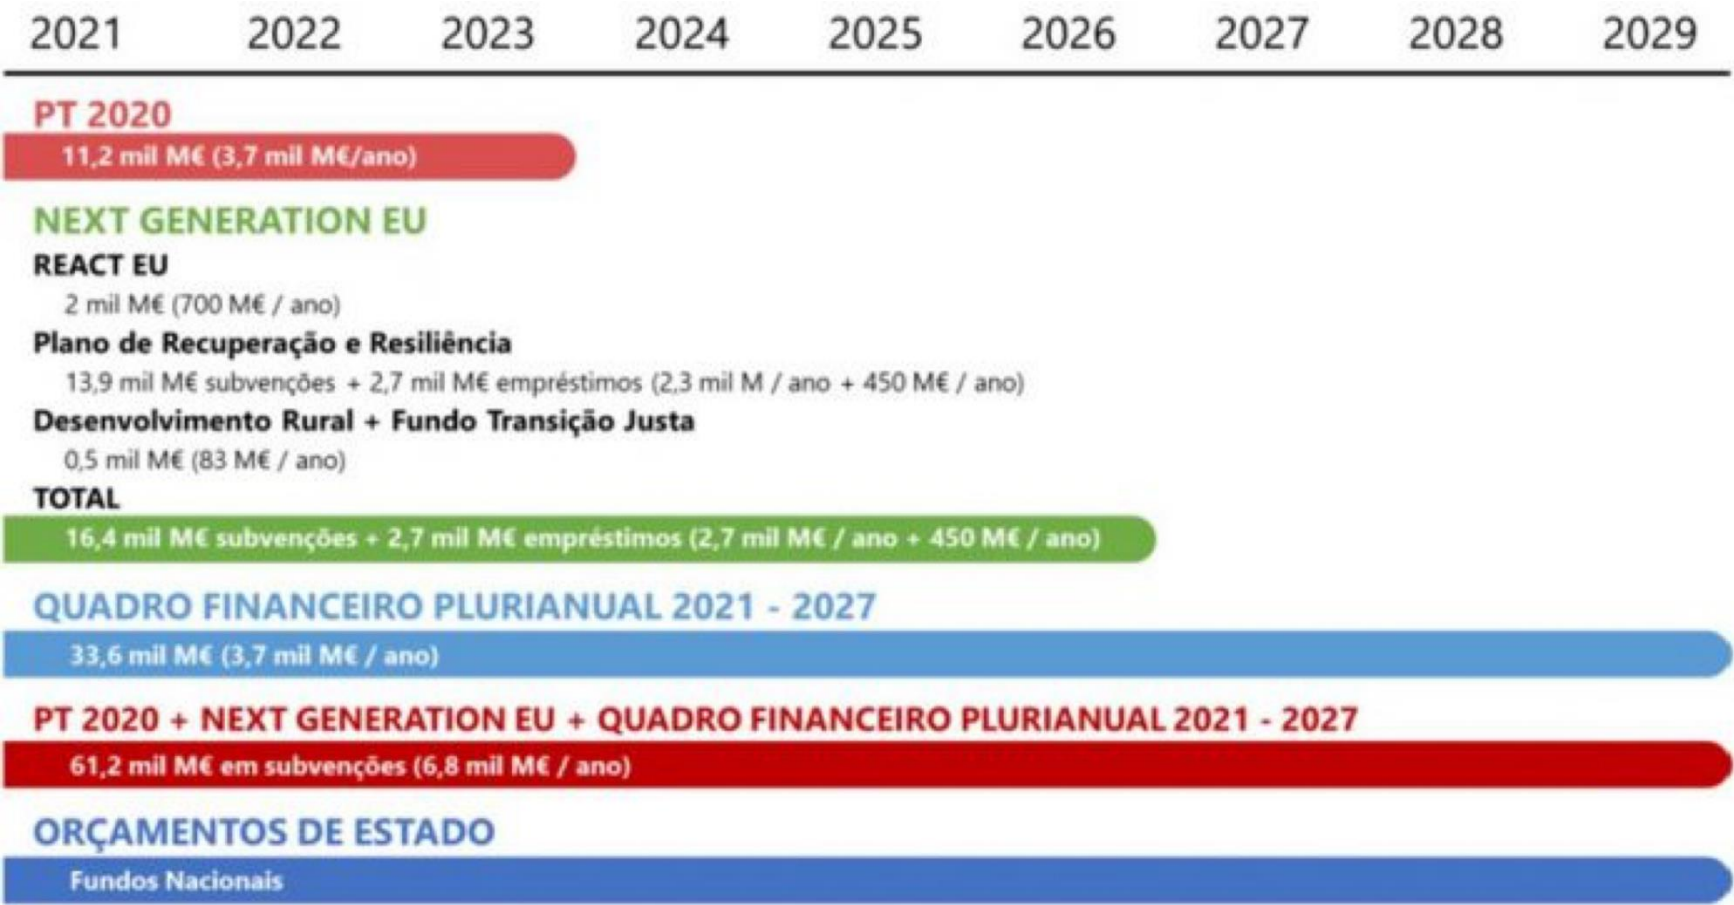 2021 2022 2023 2024 2025 2026 2027 2028 2029
PT 2020
11,2 mil M€ (3,7 mil M€/ano)
NEXT GENERATION EU
REACT EU
2 mil M€ (700 M€ / ano)
Plano de Recuperação e Resiliência
13,9 mil M€ subvenções + 2,7 mil M€ empréstimos (2,3 mil M / ano + 450 M€ / ano)
Desenvolvimento Rural + Fundo Transição Justa
0,5 mil M€ (83 M€ / ano)
TOTAL
16,4 mil M€ subvenções + 2,7 mil M€ empréstimos (2,7 mil M€ / ano + 450 M€ / ano)
QUADRO FINANCEIRO PLURIANUAL 2021 - 2027
33,6 mil M€ (3,7 mil M€ / ano)
PT 2020 + NEXT GENERATION EU + QUADRO FINANCEIRO PLURIANUAL 2021 - 2027
61,2 mil M€ em subvenções (6,8 mil M€ / ano)
ORÇAMENTOS DE ESTADO
Fundos Nacionais